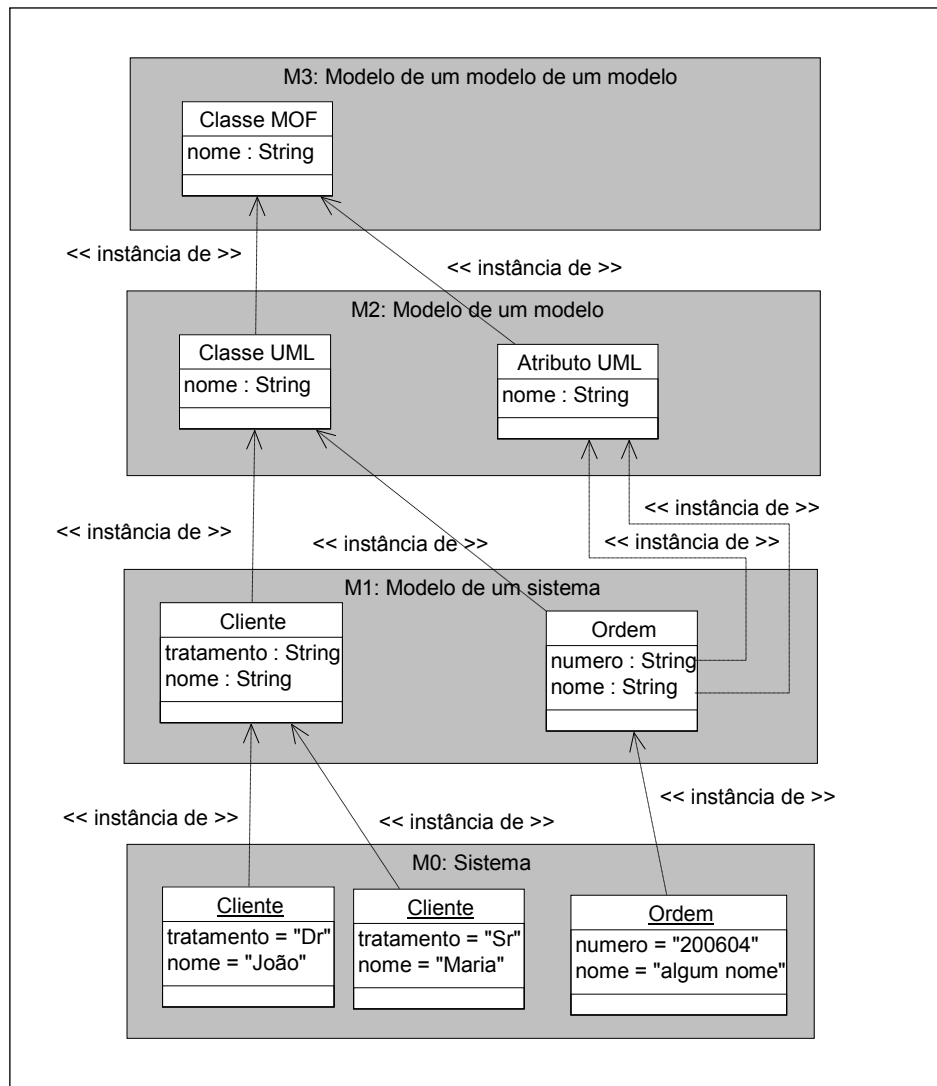 M3: Modelo de um modelo de um modelo
Classe MOF
nome : String
<< instância de >>
<< instância de >>
M2: Modelo de um modelo
Classe UML
nome : String
Atributo UML
nome : String
<< instância de >>
<< instância de >>
<< instância de >>
<< instância de >>
M1: Modelo de um sistema
Cliente
tratamento : String
nome : String
Ordem
numero : String
nome : String
<< instância de >>
<< instância de >>
<< instância de >>
M0: Sistema
Cliente
tratamento = "Dr"
nome = "João"
Cliente
tratamento = "Sr"
nome = "Maria"
Ordem
numero = "200604"
nome = "algum nome"